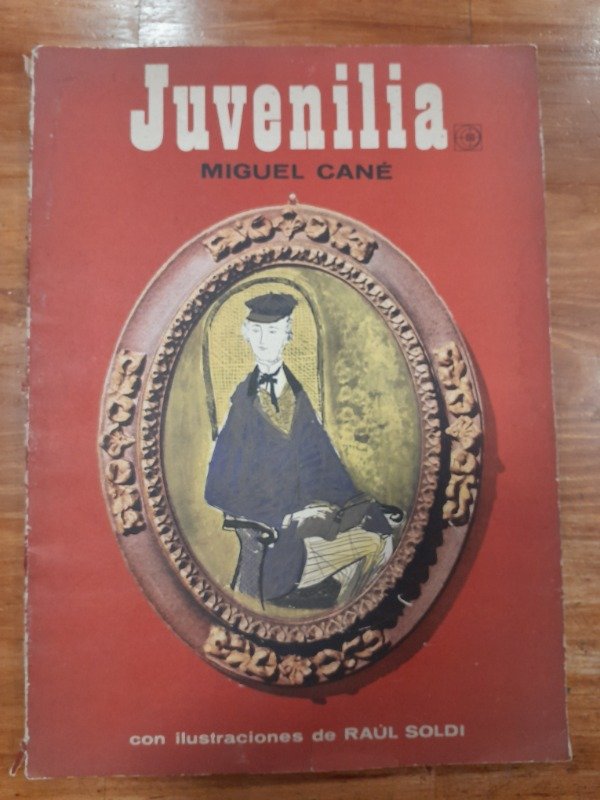 Juvenilia
MIGUEL CANÉ
con ilustraciones de RAÚL SOLDI